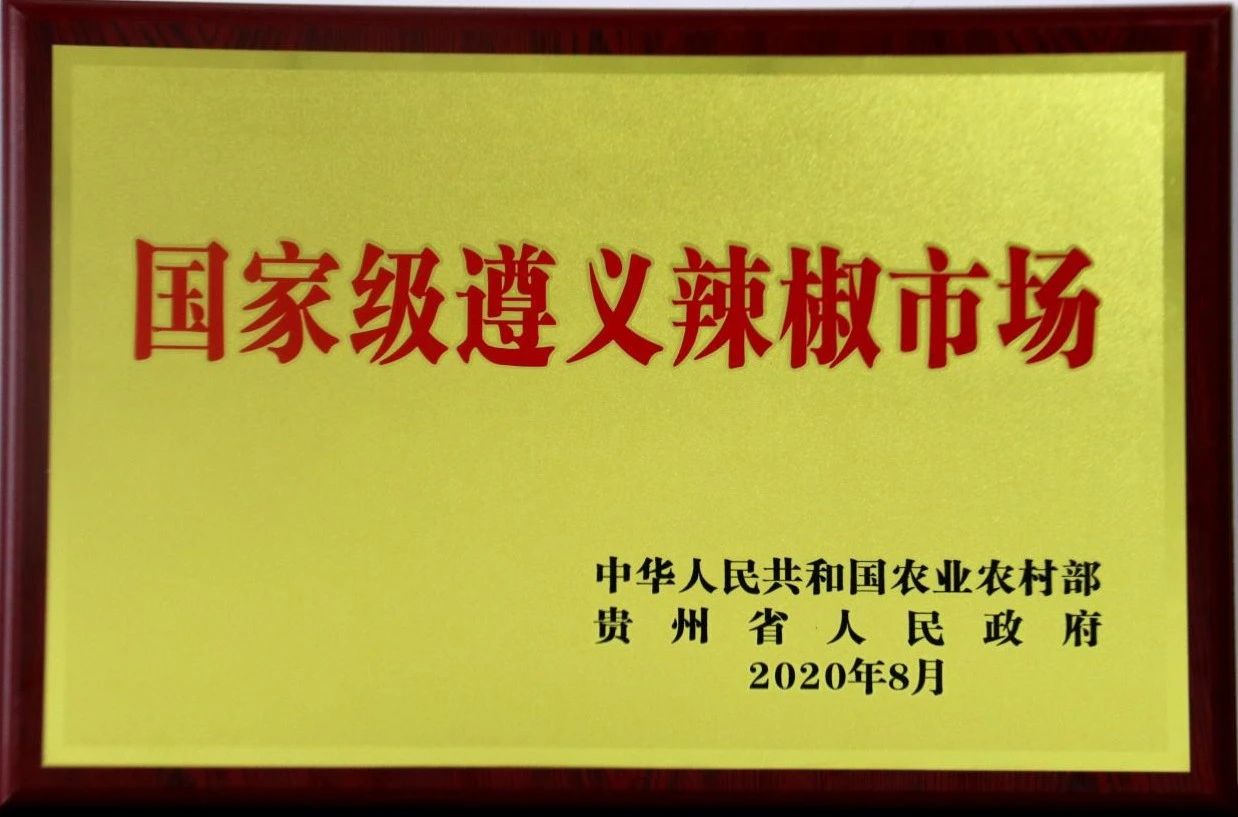 国家级遵义辣椒市场
中华人民共和国农业农村部
贵州省人民政府
2020年8月